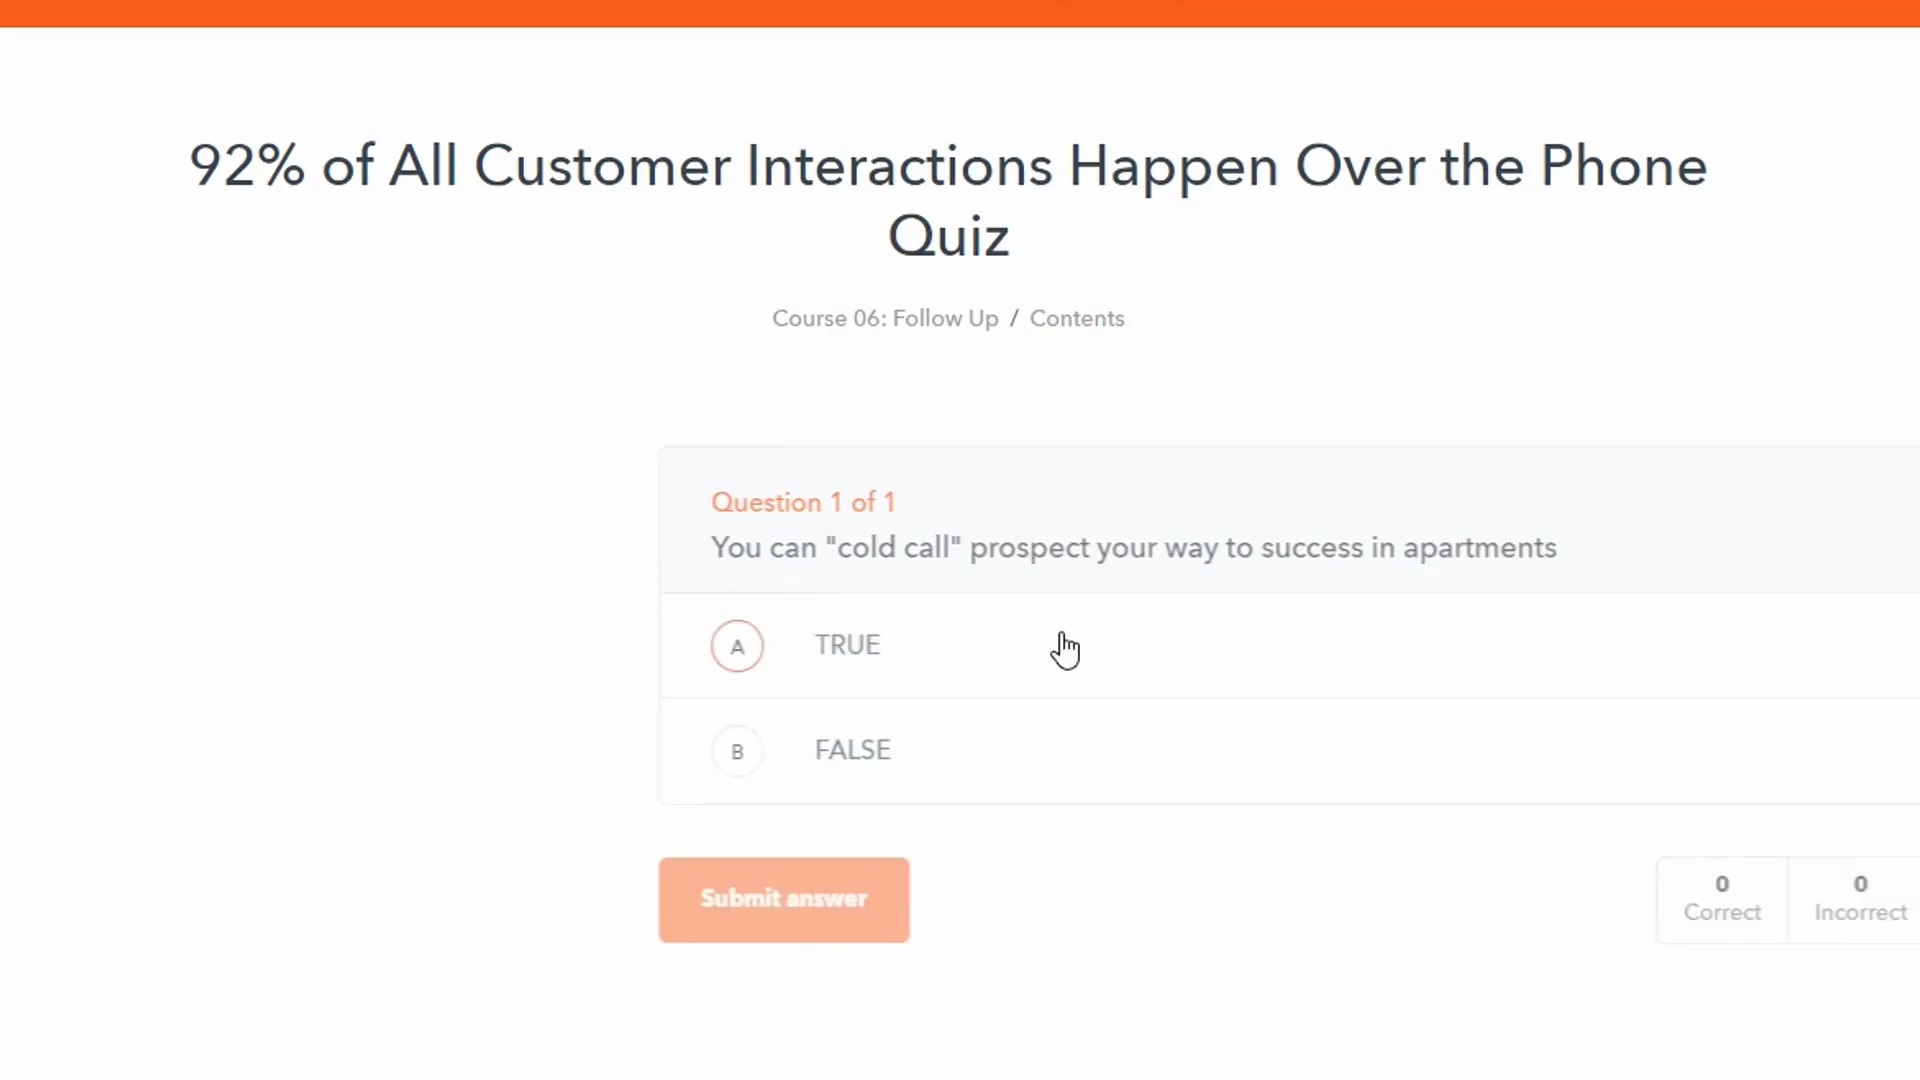 92% of All Customer Interactions Happen Over the Phone
Quiz
Course 06: Follow Up / Contents
Question 1 of 1
You can "cold call" prospect your way to success in apartments
A TRUE
B FALSE
Submit answer
0 0
Correct Incorrect